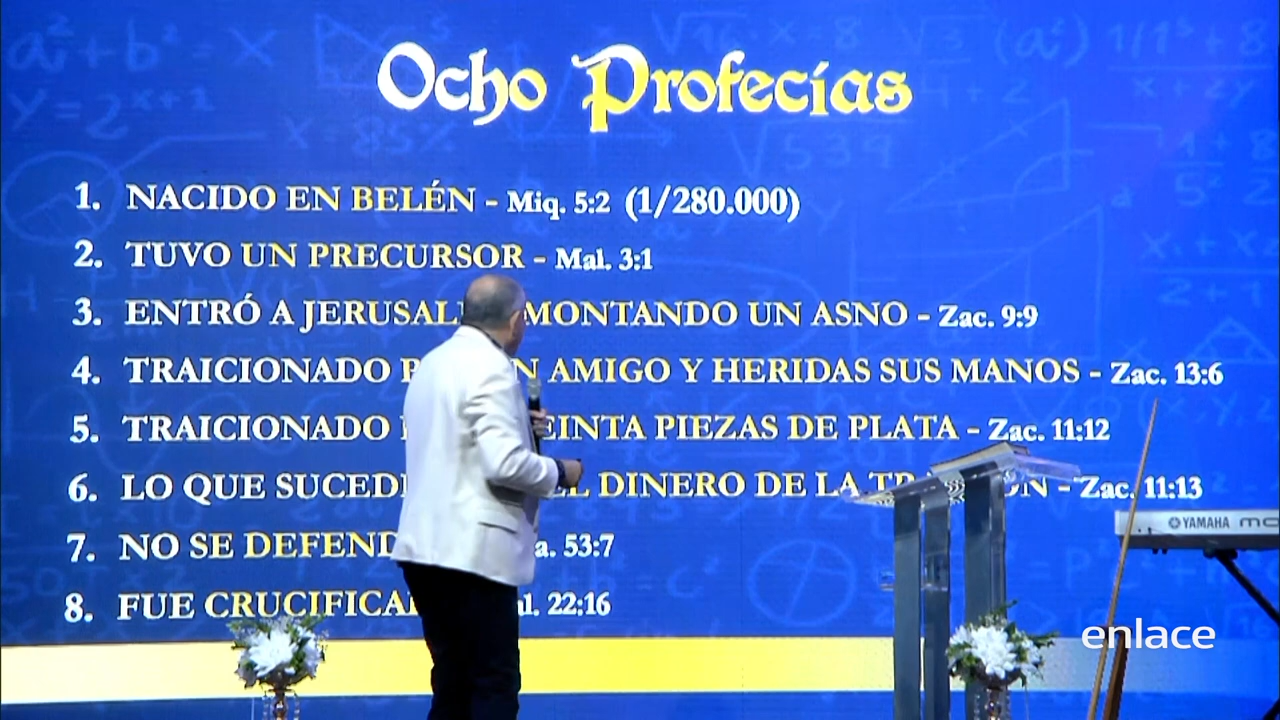 Ocho Profecías
1. NACIDO EN BELÉN - Miq. 5:2 (1/280.000)
2. TUVO UN PRECURSOR - Mal. 3:1
3. ENTRÓ A JERUSAL MONTANDO UN ASNO - Zac. 9:9
4. TRAICIONADO AMIGO Y HERIDAS SUS MANOS - Zac. 13:6
5. TRAICIONADO EINTA PIEZAS DE PLATA - Zac. 11:12
6. LO QUE SUCEDI EL DINERO DE LA - Zac. 11:13
7. NO SE DEFEND a. 53:7
8. FUE CRUCIFICA al. 22:16
YAMAHA
enlace